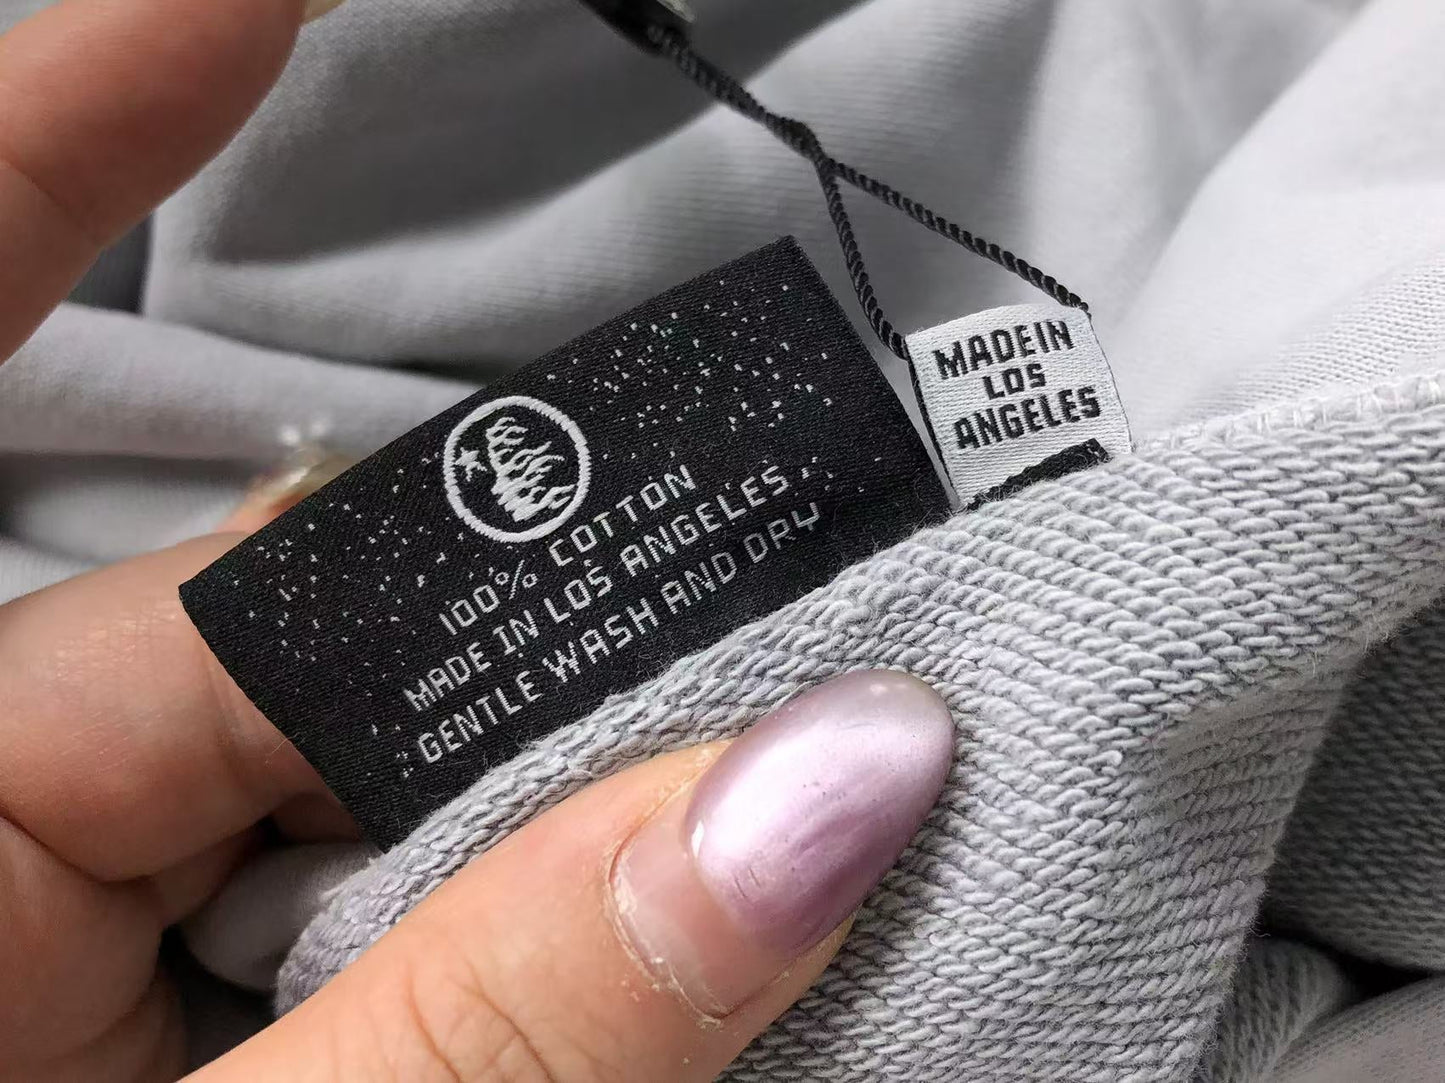 100% COTTON
MADE IN LOS ANGELES
GENTLE WASH AND DRY
MADE IN
LOS
ANGELES